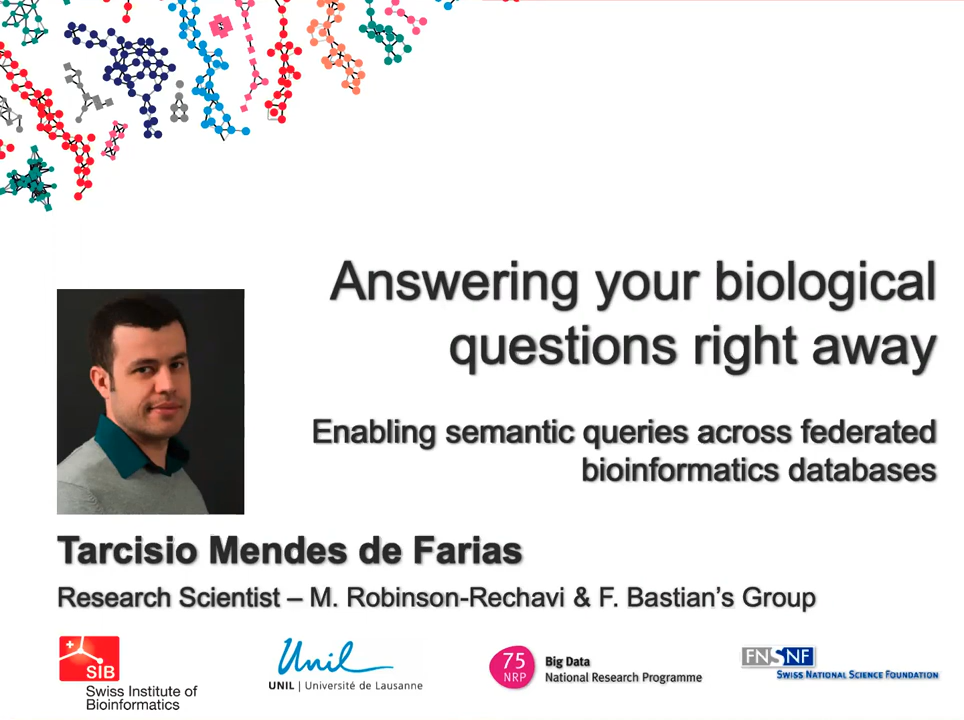 Answering your biological
questions right away
Enabling semantic queries across federated
bioinformatics databases
Tarcisio Mendes de Farias
Research Scientist – M. Robinson-Rechavi & F. Bastian's Group
SIB
Swiss Institute of
Bioinformatics
Unil
UNIL | Université de Lausanne
75
NRP
Big Data
National Research Programme
FNSNF
SWISS NATIONAL SCIENCE FOUNDATION